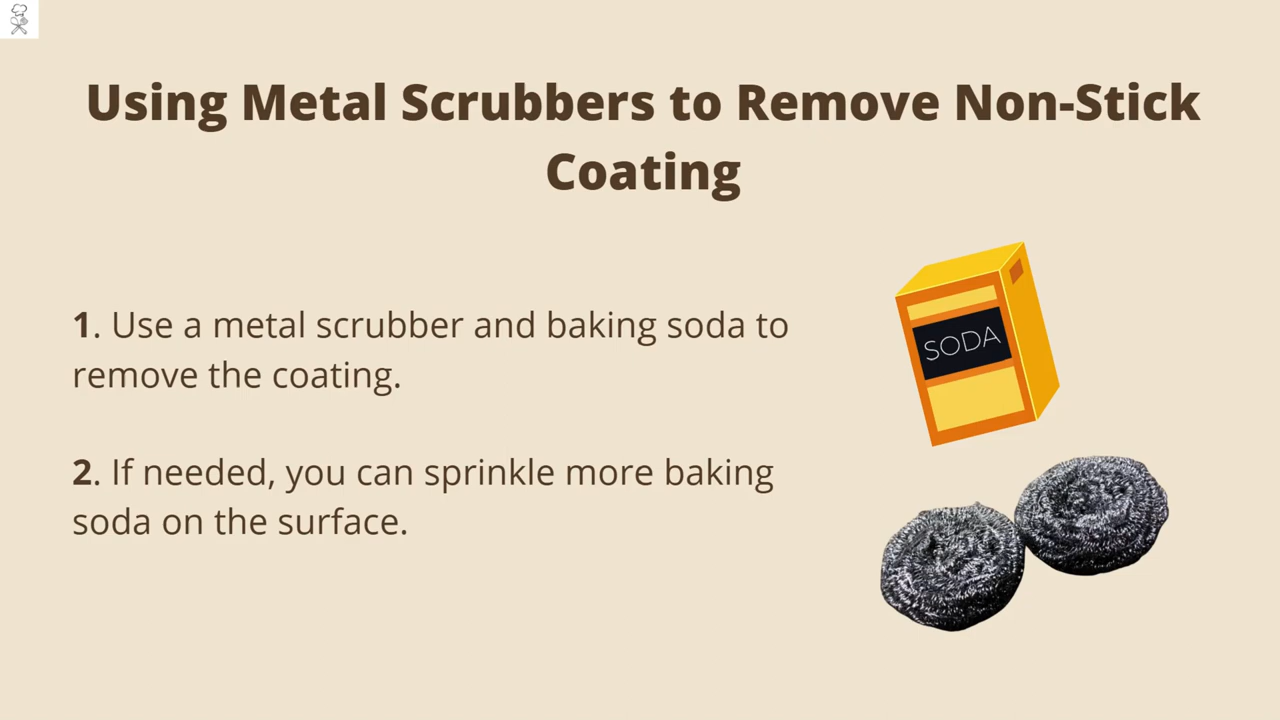 Using Metal Scrubbers to Remove Non-Stick
Coating
1. Use a metal scrubber and baking soda to
remove the coating.
2. If needed, you can sprinkle more baking
soda on the surface.
SODA